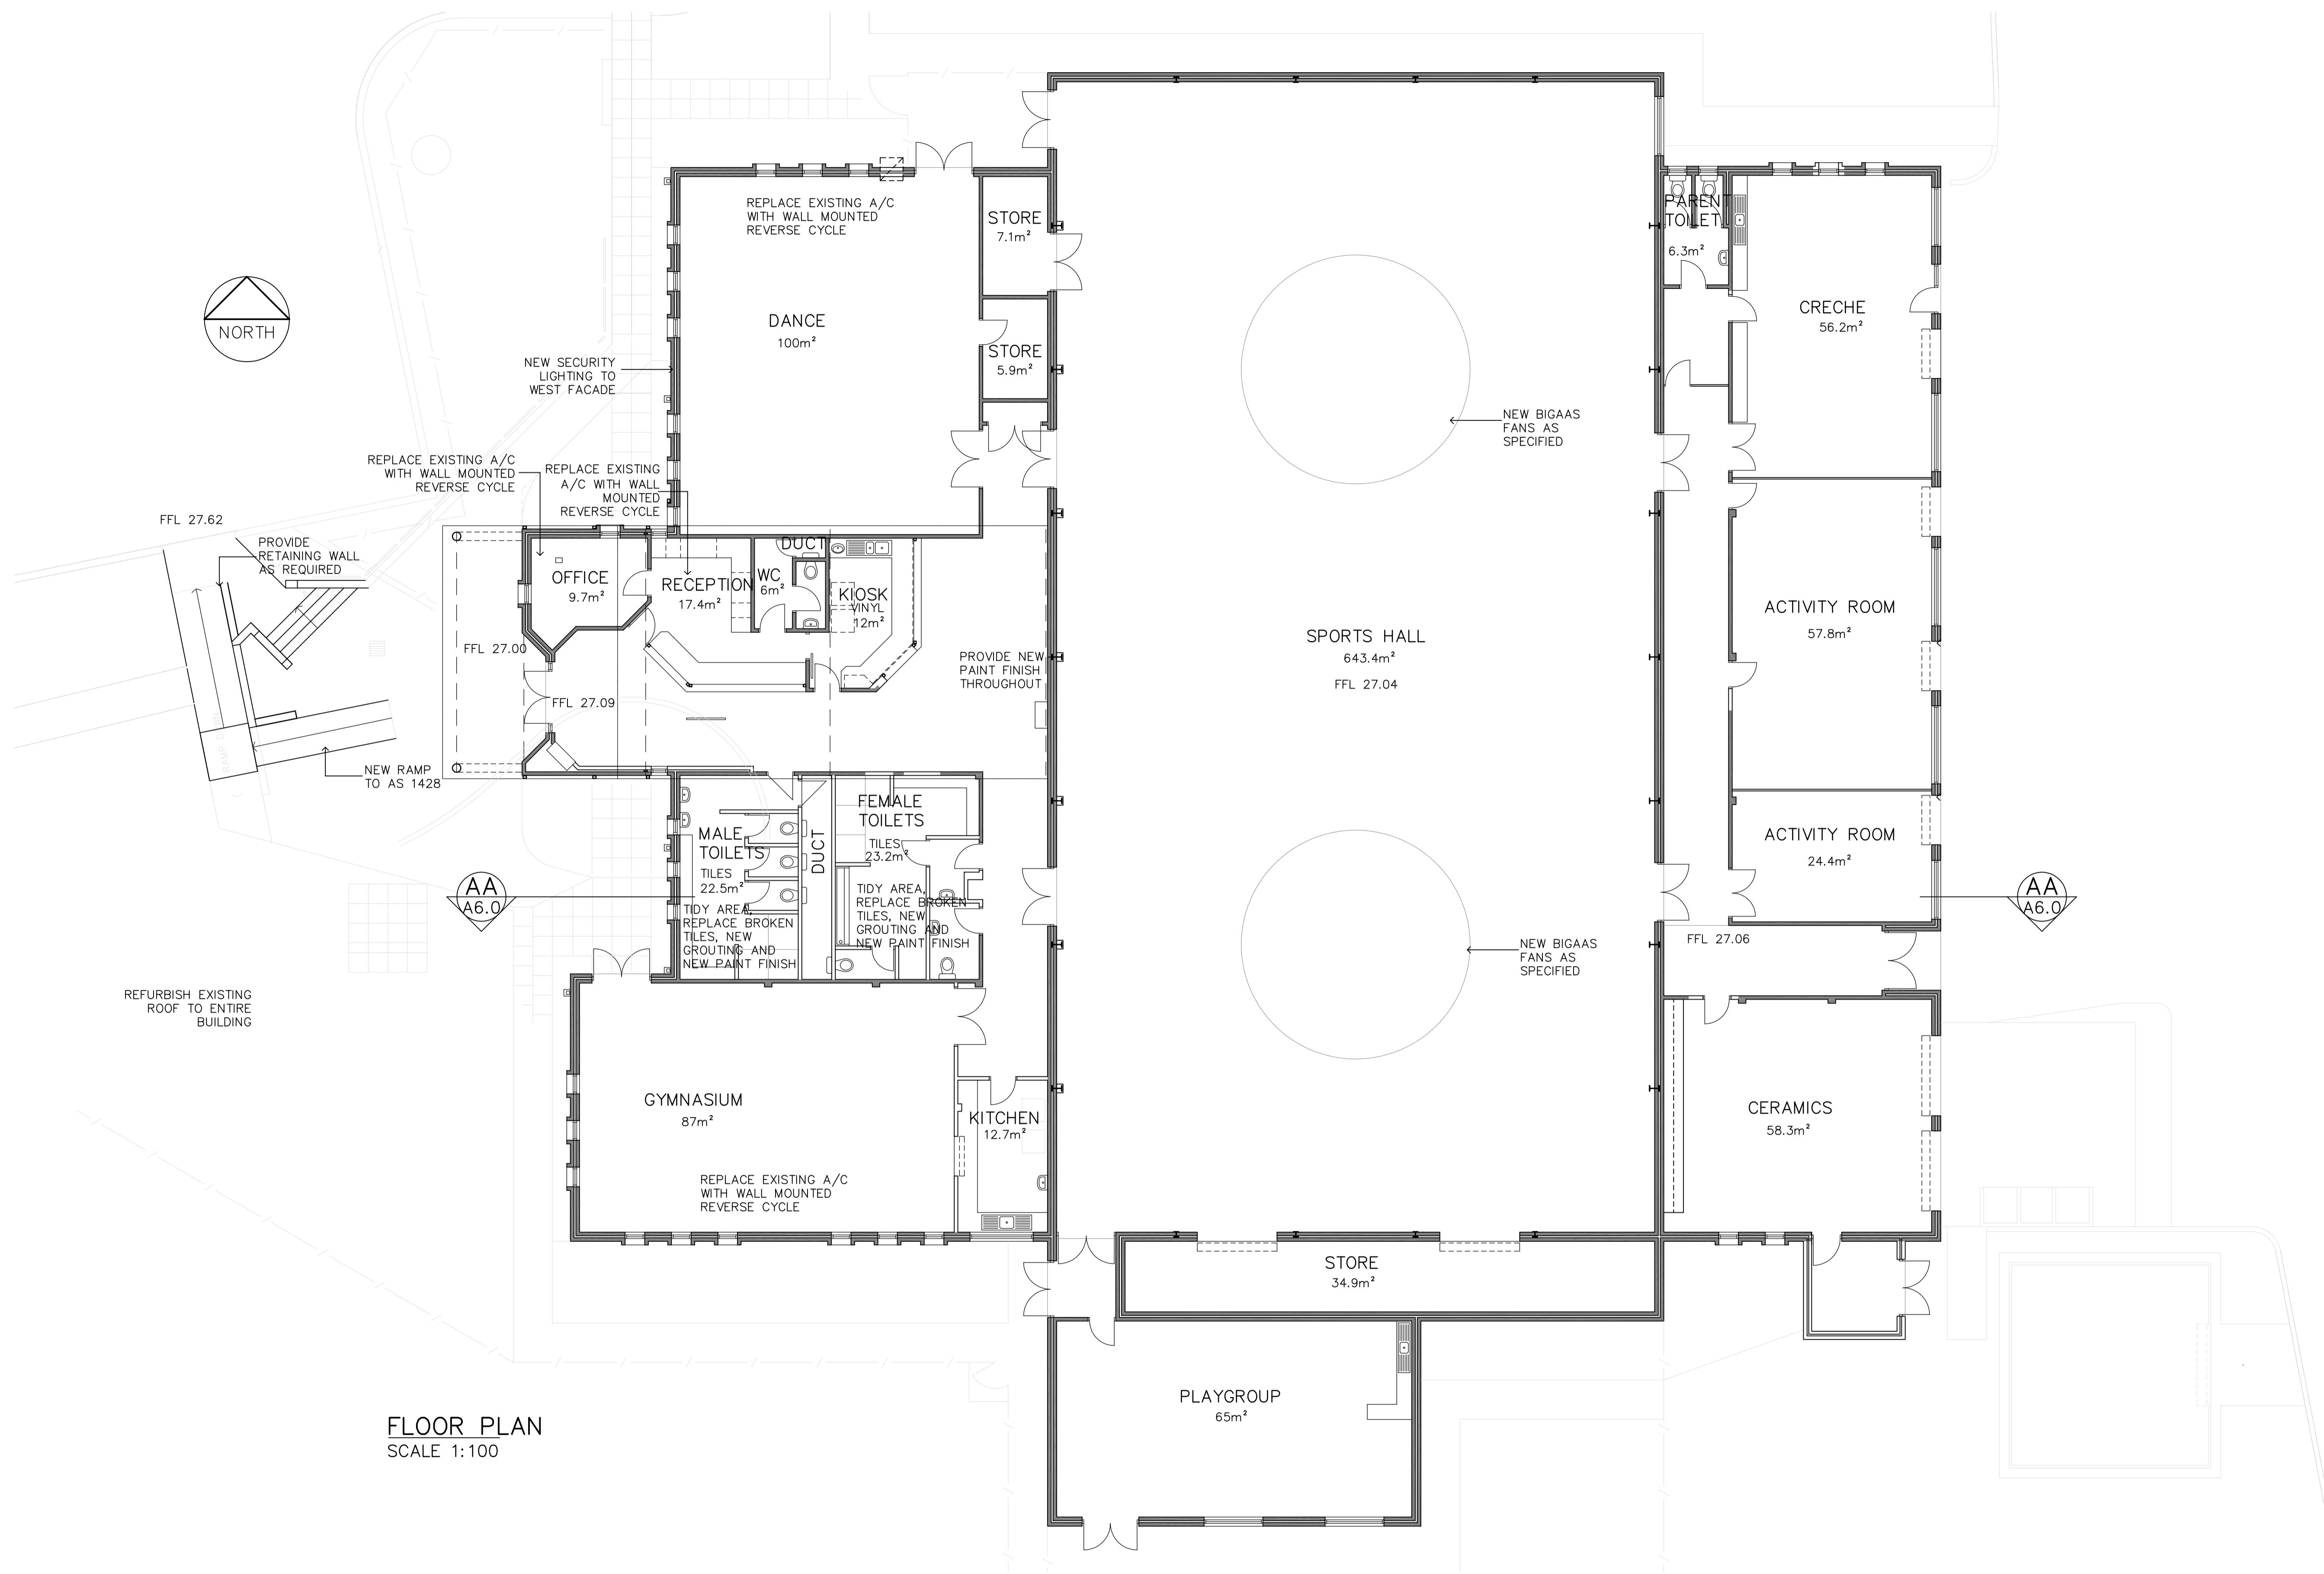 REPLACE EXISTING A/C
WITH WALL MOUNTED
REVERSE CYCLE
STORE
7.1m²
PARENT
TOILET
6.3m²
NORTH
DANCE
100m²
CRECHE
56.2m²
NEW SECURITY
LIGHTING TO
WEST FACADE
STORE
5.9m²
NEW BIGAAS
FANS AS
SPECIFIED
REPLACE EXISTING A/C
WITH WALL MOUNTED
REVERSE CYCLE
REPLACE EXISTING
A/C WITH WALL
MOUNTED
REVERSE CYCLE
FFL 27.62
PROVIDE
RETAINING WALL
AS REQUIRED
OFFICE
9.7m²
RECEPTION
17.4m²
DUCT
WC
6m²
KIOSK
VINYL
12m²
ACTIVITY ROOM
57.8m²
SPORTS HALL
643.4m²
FFL 27.04
FFL 27.00
PROVIDE NEW
PAINT FINISH
THROUGHOUT
FFL 27.09
NEW RAMP
TO AS 1428
MALE
TOILETS
TILES
22.5m²
TIDY AREA,
REPLACE BROKEN
TILES, NEW
GROUTING AND
NEW PAINT FINISH
DUCT
FEMALE
TOILETS
TILES
23.2m²
TIDY AREA,
REPLACE BROKEN
TILES, NEW
GROUTING AND
NEW PAINT FINISH
ACTIVITY ROOM
24.4m²
AA
A6.0
AA
A6.0
FFL 27.06
NEW BIGAAS
FANS AS
SPECIFIED
REFURBISH EXISTING
ROOF TO ENTIRE
BUILDING
GYMNASIUM
87m²
KITCHEN
12.7m²
CERAMICS
58.3m²
REPLACE EXISTING A/C
WITH WALL MOUNTED
REVERSE CYCLE
STORE
34.9m²
PLAYGROUP
65m²
FLOOR PLAN
SCALE 1:100